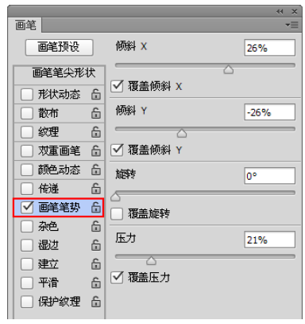 画笔
画笔预设
画笔笔尖形状
形状动态
散布
纹理
双重画笔
颜色动态
传递
画笔笔势
杂色
湿边
建立
平滑
保护纹理
倾斜 X
26%
覆盖倾斜 X
倾斜 Y
-26%
覆盖倾斜 Y
旋转
0°
覆盖旋转
压力
21%
覆盖压力